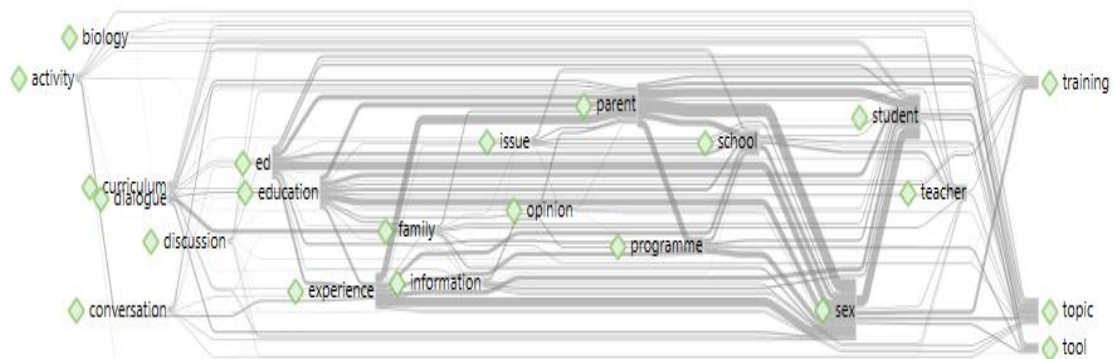 biology
activity
training
parent
student
issue
school
ed
curriculum
dialogue
education
teacher
opinion
family
discussion
programme
information
experience
conversation
sex
topic
tool